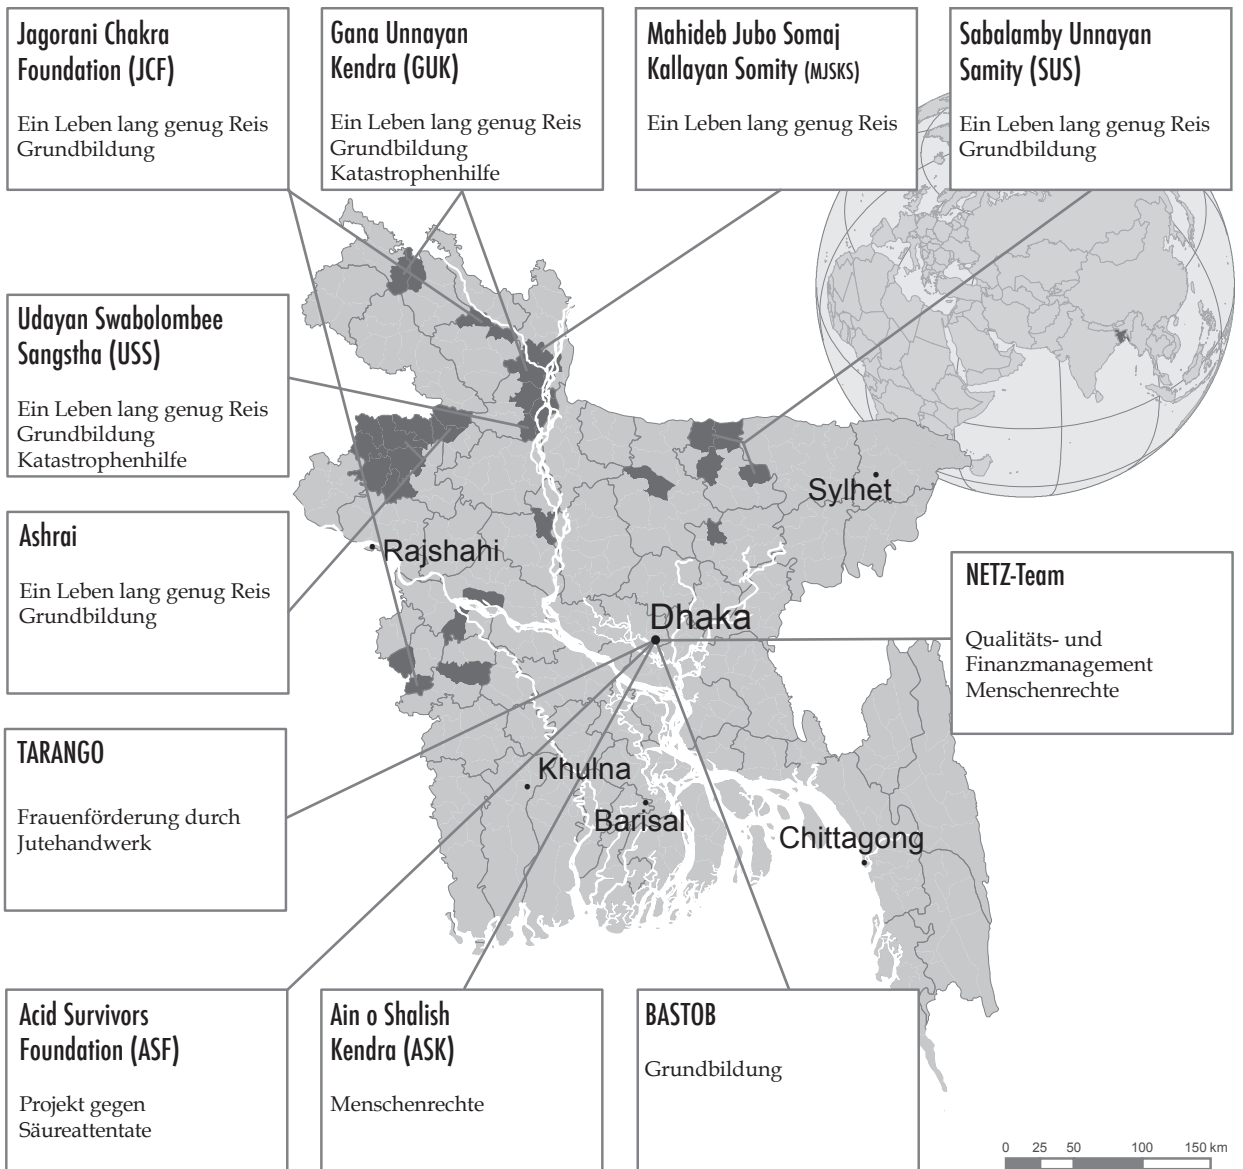 Jagorani Chakra
Foundation (JCF)
Ein Leben lang genug Reis
Grundbildung
Gana Unnayan
Kendra (GUK)
Ein Leben lang genug Reis
Grundbildung
Katastrophenhilfe
Mahideb Jubo Somaj
Kallayan Somity (MJSKS)
Ein Leben lang genug Reis
Sabalamby Unnayan
Samity (SUS)
Ein Leben lang genug Reis
Grundbildung
Udayan Swabolombee
Sangstha (USS)
Ein Leben lang genug Reis
Grundbildung
Katastrophenhilfe
Ashrai
Ein Leben lang genug Reis
Grundbildung
Sylhet
Rajshahi
Dhaka
NETZ-Team
Qualitäts- und
Finanzmanagement
Menschenrechte
TARANGO
Frauenförderung durch
Jutehandwerk
Khulna
Barisal
Chittagong
Acid Survivors
Foundation (ASF)
Projekt gegen
Säureattentate
Ain o Shalish
Kendra (ASK)
Menschenrechte
BASTOB
Grundbildung
0 25 50 100 150 km